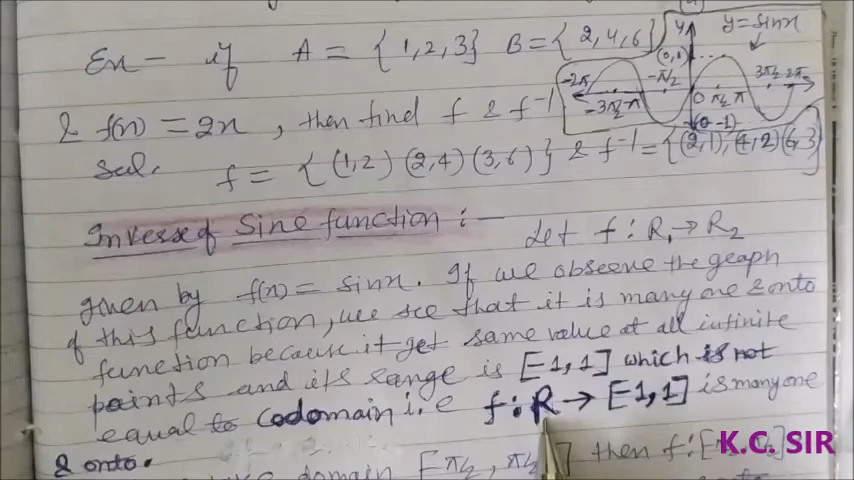 Ex- if A = {1,2,3} B = {2,4,6}
& f(x) = 2x, then find f & f⁻¹
Sol. f = {(1,2) (2,4) (3,6)} & f⁻¹ = {(2,1), (4,2) (6,3)}
y
y = sinx
(0,1)
-2π -3π/2 -π -π/2 0 π/2 π 3π/2 2π
(0-1)
Inverse of Sine function :-
Let f : R₁ → R₂
given by f(x) = sinx. If we observe the geaph
of this function, we see that it is many one & onto
function because it get same value at all infinite
points and its range is [-1,1] which is not
equal to codomain i.e f : R → [-1,1] is many one
& onto.
domain [-π/2, π/2] then f:
K.C. SIR